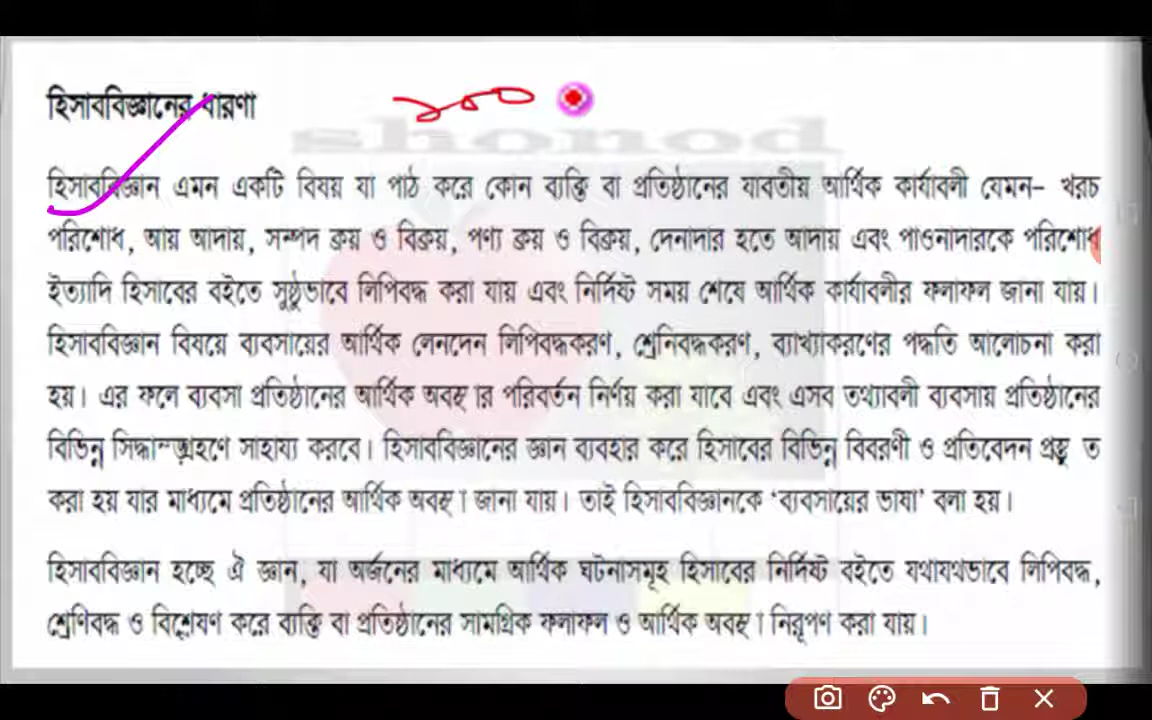 হিসাববিজ্ঞানের ধারণা
shonod
হিসাববিজ্ঞান এমন একটি বিষয় যা পাঠ করে কোন ব্যক্তি বা প্রতিষ্ঠানের যাবতীয় আর্থিক কার্যাবলী যেমন- খরচ
পরিশোধ, আয় আদায়, সম্পদ ক্রয় ও বিক্রয়, পণ্য ক্রয় ও বিক্রয়, দেনাদার হতে আদায় এবং পাওনাদারকে পরিশোধ
ইত্যাদি হিসাবের বইতে সুষ্ঠুভাবে লিপিবদ্ধ করা যায় এবং নির্দিষ্ট সময় শেষে আর্থিক কার্যাবলীর ফলাফল জানা যায়।
হিসাববিজ্ঞান বিষয়ে ব্যবসায়ের আর্থিক লেনদেন লিপিবদ্ধকরণ, শ্রেনিবদ্ধকরণ, ব্যাখ্যাকরণের পদ্ধতি আলোচনা করা
হয়। এর ফলে ব্যবসা প্রতিষ্ঠানের আর্থিক অবস্থার পরিবর্তন নির্ণয় করা যাবে এবং এসব তথ্যাবলী ব্যবসায় প্রতিষ্ঠানের
বিভিন্ন সাহায্য করবে। হিসাববিজ্ঞানের জ্ঞান ব্যবহার করে হিসাবের বিভিন্ন বিবরণী ও প্রতিবেদন প্রস্তু ত
করা হয় যার মাধ্যমে প্রতিষ্ঠানের আর্থিক অবস্থা জানা যায়। তাই হিসাববিজ্ঞানকে ‘ব্যবসায়ের ভাষা’ বলা হয়।
হিসাববিজ্ঞান হচ্ছে ঐ জ্ঞান, যা অর্জনের মাধ্যমে আর্থিক ঘটনাসমূহ হিসাবের নির্দিষ্ট বইতে যথাযথভাবে লিপিবদ্ধ,
শ্রেণিবদ্ধ ও বিশ্লেষণ করে ব্যক্তি বা প্রতিষ্ঠানের সামগ্রিক ফলাফল ও আর্থিক অবস্থা নিরূপণ করা যায়।